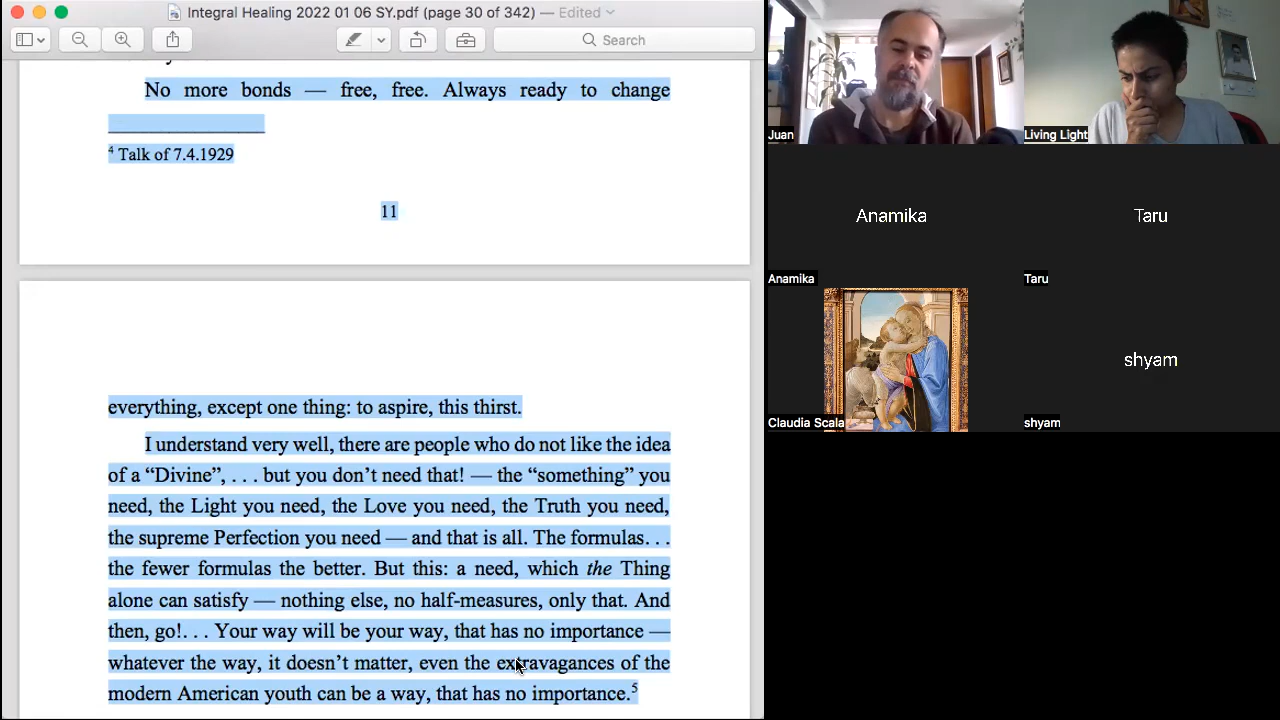 Integral Healing 2022 01 06 SY.pdf (page 30 of 342) — Edited
Search
No more bonds — free, free. Always ready to change
4 Talk of 7.4.1929
11
everything, except one thing: to aspire, this thirst.
I understand very well, there are people who do not like the idea
of a “Divine”, . . . but you don’t need that! — the “something” you
need, the Light you need, the Love you need, the Truth you need,
the supreme Perfection you need — and that is all. The formulas. . .
the fewer formulas the better. But this: a need, which the Thing
alone can satisfy — nothing else, no half-measures, only that. And
then, go!. . . Your way will be your way, that has no importance —
whatever the way, it doesn’t matter, even the extravagances of the
modern American youth can be a way, that has no importance.5
Juan
Living Light
Anamika
Anamika
Taru
Taru
Claudia Scala
shyam
shyam